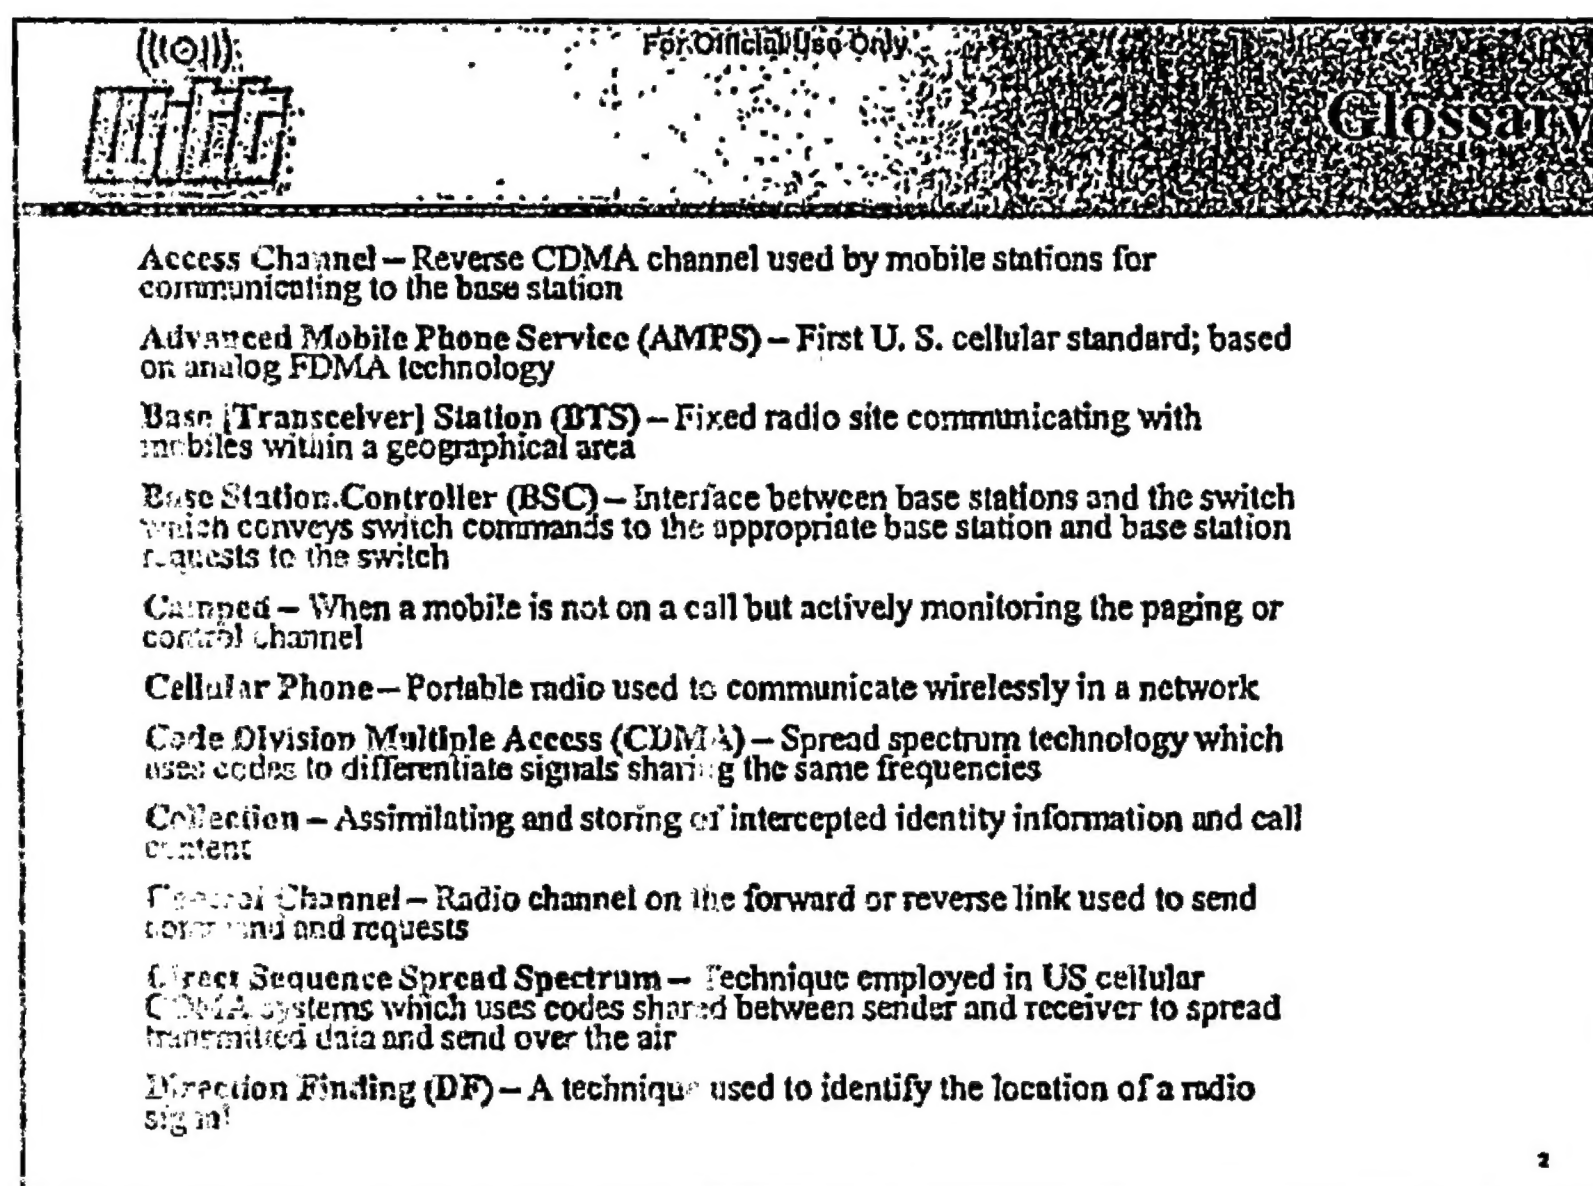 For Official Use Only
Glossary
Access Channel – Reverse CDMA channel used by mobile stations for
communicating to the base station
Advanced Mobile Phone Service (AMPS) – First U. S. cellular standard; based
on analog FDMA technology
Base [Transceiver] Station (BTS) – Fixed radio site communicating with
mobiles within a geographical area
Base Station Controller (BSC) – Interface between base stations and the switch
which conveys switch commands to the appropriate base station and base station
requests to the switch
Camped – When a mobile is not on a call but actively monitoring the paging or
control channel
Cellular Phone – Portable radio used to communicate wirelessly in a network
Code Division Multiple Access (CDMA) – Spread spectrum technology which
uses codes to differentiate signals sharing the same frequencies
Collection – Assimilating and storing of intercepted identity information and call
content
Control Channel – Radio channel on the forward or reverse link used to send
command and requests
Direct Sequence Spread Spectrum – Technique employed in US cellular
CDMA systems which uses codes shared between sender and receiver to spread
transmitted data and send over the air
Direction Finding (DF) – A technique used to identify the location of a radio
signal
2